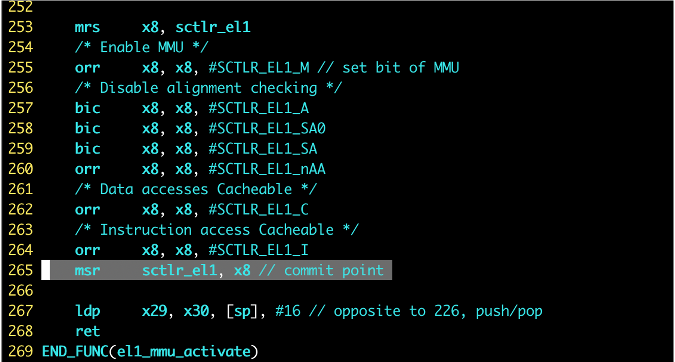 252
253 mrs x8, sctlr_el1
254 /* Enable MMU */
255 orr x8, x8, #SCTLR_EL1_M // set bit of MMU
256 /* Disable alignment checking */
257 bic x8, x8, #SCTLR_EL1_A
258 bic x8, x8, #SCTLR_EL1_SA0
259 bic x8, x8, #SCTLR_EL1_SA
260 orr x8, x8, #SCTLR_EL1_nAA
261 /* Data accesses Cacheable */
262 orr x8, x8, #SCTLR_EL1_C
263 /* Instruction access Cacheable */
264 orr x8, x8, #SCTLR_EL1_I
265 msr sctlr_el1, x8 // commit point
266
267 ldp x29, x30, [sp], #16 // opposite to 226, push/pop
268 ret
269 END_FUNC(el1_mmu_activate)